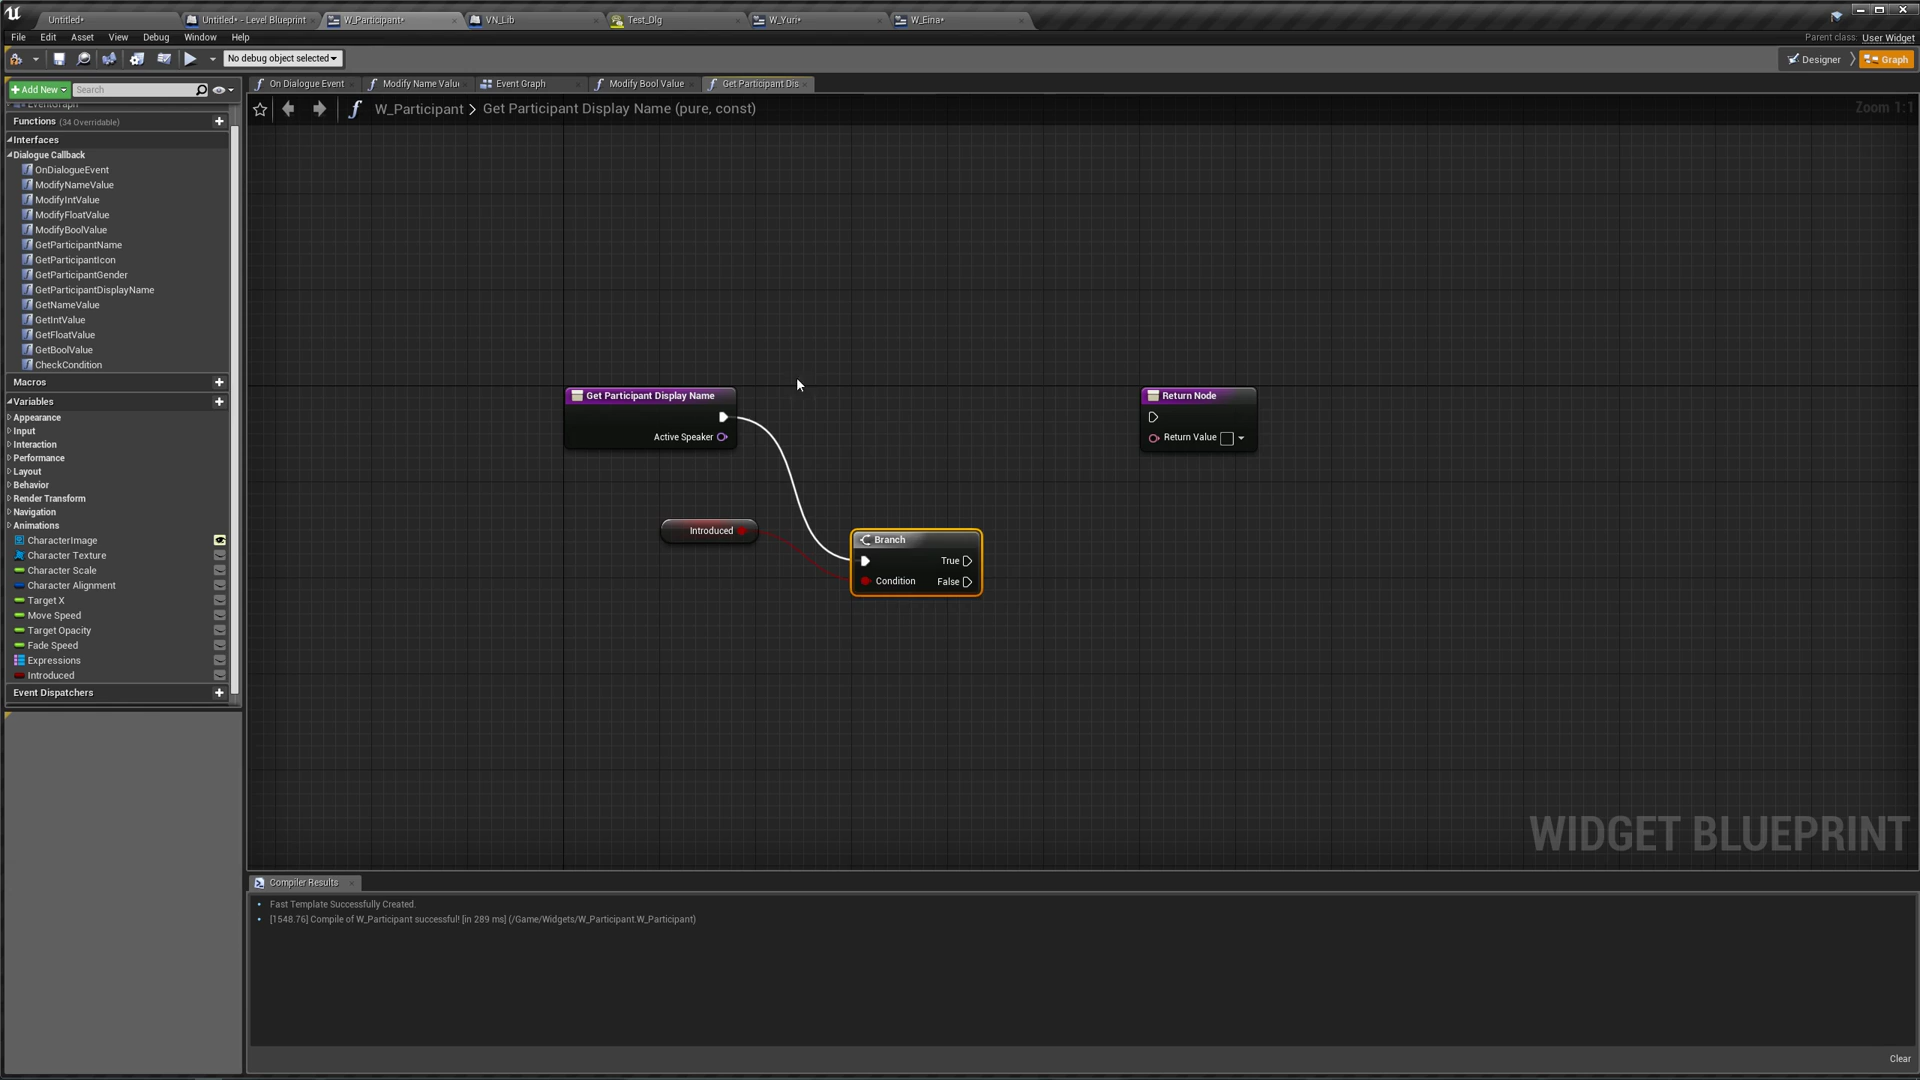 Untitled*
Untitled* - Level Blueprint
W_Participant*
VN_Lib
Test_Dlg
W_Yuri*
W_Eina*
File Edit Asset View Debug Window Help
Parent class: User Widget
No debug object selected
Designer
Graph
Add New
Search
On Dialogue Event
Modify Name Valu
Event Graph
Modify Bool Value
Get Participant Dis
W_Participant > Get Participant Display Name (pure, const)
Zoom 1:1
EventGraph
Functions (34 Overridable)
Interfaces
Dialogue Callback
OnDialogueEvent
ModifyNameValue
ModifyIntValue
ModifyFloatValue
ModifyBoolValue
GetParticipantName
GetParticipantIcon
GetParticipantGender
GetParticipantDisplayName
GetNameValue
GetIntValue
GetFloatValue
GetBoolValue
CheckCondition
Macros
Variables
Appearance
Input
Interaction
Performance
Layout
Behavior
Render Transform
Navigation
Animations
CharacterImage
Character Texture
Character Scale
Character Alignment
Target X
Move Speed
Target Opacity
Fade Speed
Expressions
Introduced
Event Dispatchers
Get Participant Display Name
Active Speaker
Introduced
Branch
True
Condition False
Return Node
Return Value
WIDGET BLUEPRINT
Compiler Results
Fast Template Successfully Created.
[1548.76] Compile of W_Participant successful! [in 289 ms] (/Game/Widgets/W_Participant.W_Participant)
Clear